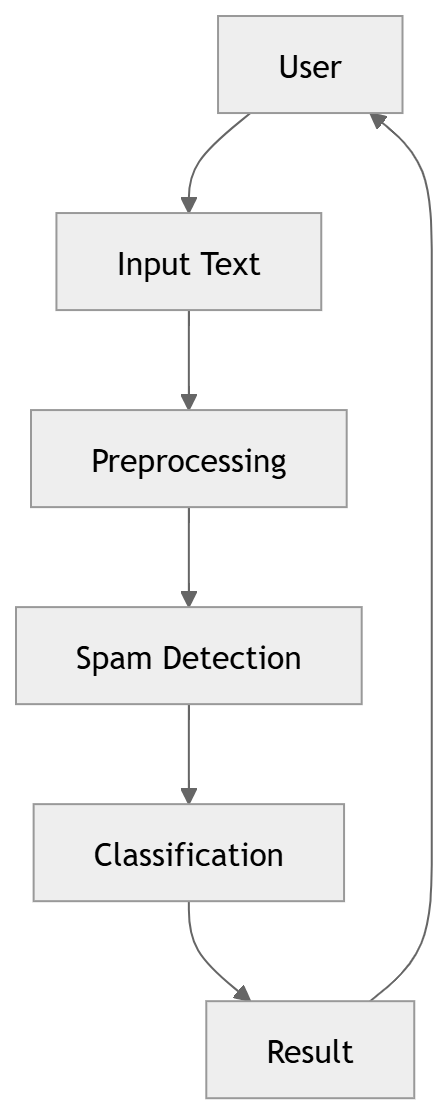 User
Input Text
Preprocessing
Spam Detection
Classification
Result